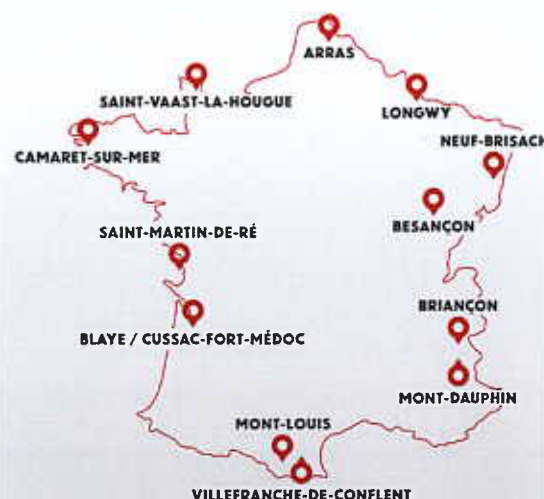 ARRAS
SAINT-VAAST-LA-HOUGUE
LONGWY
NEUF-BRISACH
CAMARET-SUR-MER
BESANÇON
SAINT-MARTIN-DE-RÉ
BRIANÇON
BLAYE / CUSSAC-FORT-MÉDOC
MONT-DAUPHIN
MONT-LOUIS
VILLEFRANCHE-DE-CONFLENT